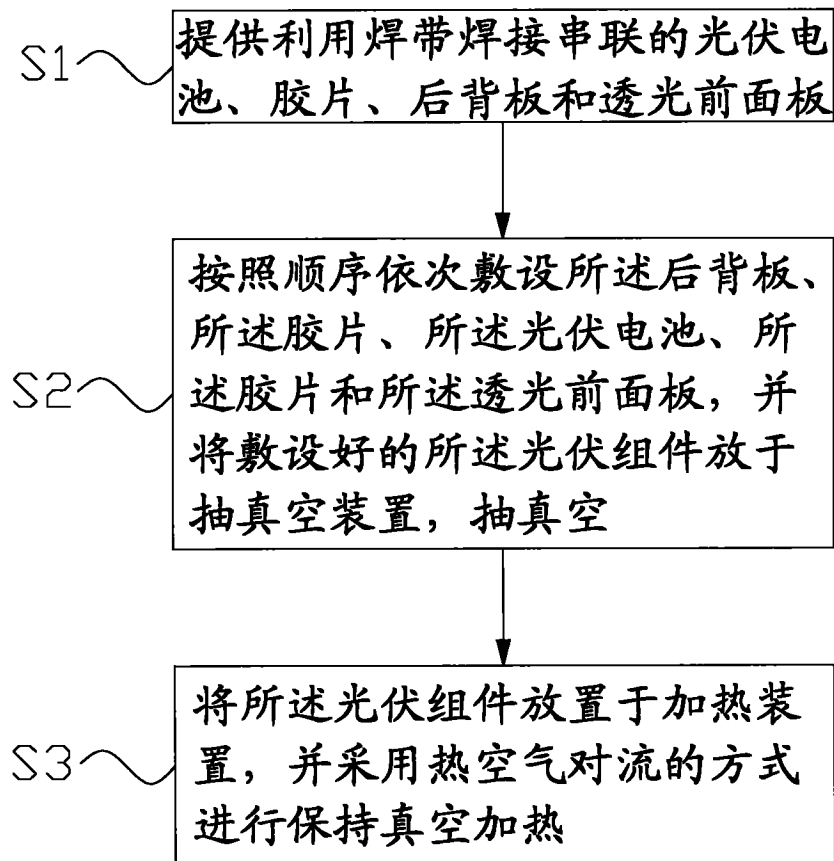 S1
提供利用焊带焊接串联的光伏电
池、胶片、后背板和透光前面板
S2
按照顺序依次敷设所述后背板、
所述胶片、所述光伏电池、所
述胶片和所述透光前面板，并
将敷设好的所述光伏组件放于
抽真空装置，抽真空
S3
将所述光伏组件放置于加热装
置，并采用热空气对流的方式
进行保持真空加热